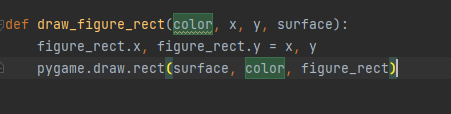 def draw_figure_rect(color, x, y, surface):
    figure_rect.x, figure_rect.y = x, y
    pygame.draw.rect(surface, color, figure_rect)